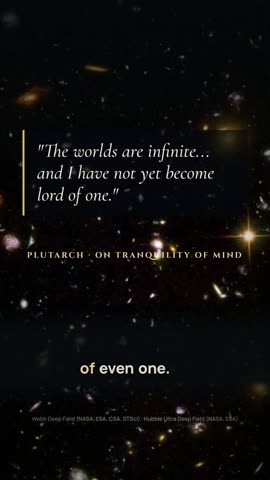 "The worlds are infinite...
and I have not yet become
lord of one."
PLUTARCH · ON TRANQUILITY OF MIND
of even one.
Webb Deep Field (NASA, ESA, CSA, STScI) · Hubble Ultra Deep Field (NASA, ESA)